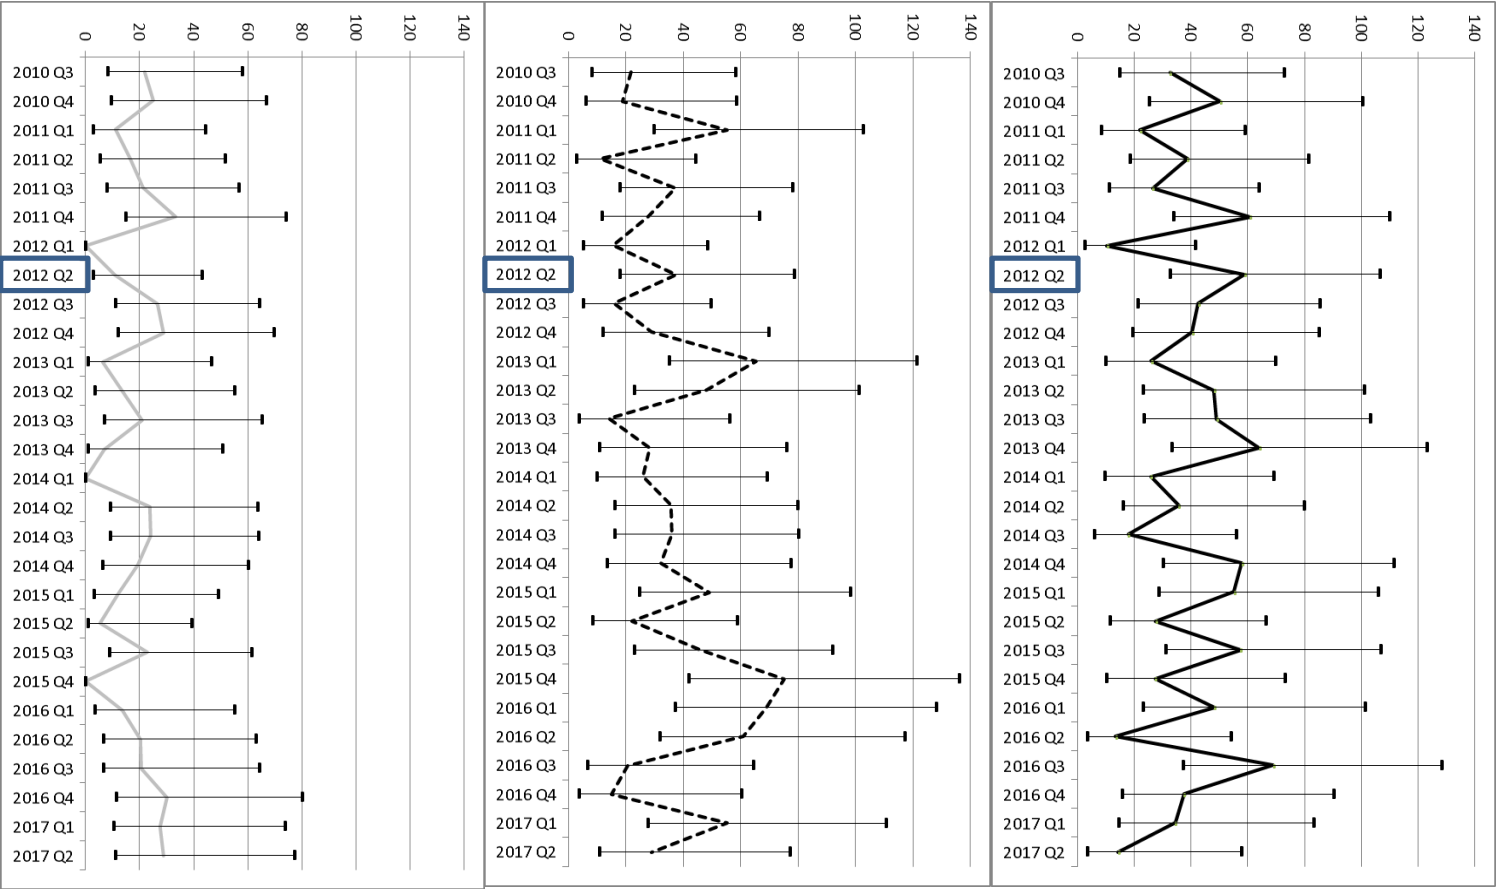 0 20 40 60 80 100 120 140
2010 Q3
2010 Q4
2011 Q1
2011 Q2
2011 Q3
2011 Q4
2012 Q1
2012 Q2
2012 Q3
2012 Q4
2013 Q1
2013 Q2
2013 Q3
2013 Q4
2014 Q1
2014 Q2
2014 Q3
2014 Q4
2015 Q1
2015 Q2
2015 Q3
2015 Q4
2016 Q1
2016 Q2
2016 Q3
2016 Q4
2017 Q1
2017 Q2
0 20 40 60 80 100 120 140
2010 Q3
2010 Q4
2011 Q1
2011 Q2
2011 Q3
2011 Q4
2012 Q1
2012 Q2
2012 Q3
2012 Q4
2013 Q1
2013 Q2
2013 Q3
2013 Q4
2014 Q1
2014 Q2
2014 Q3
2014 Q4
2015 Q1
2015 Q2
2015 Q3
2015 Q4
2016 Q1
2016 Q2
2016 Q3
2016 Q4
2017 Q1
2017 Q2
0 20 40 60 80 100 120 140
2010 Q3
2010 Q4
2011 Q1
2011 Q2
2011 Q3
2011 Q4
2012 Q1
2012 Q2
2012 Q3
2012 Q4
2013 Q1
2013 Q2
2013 Q3
2013 Q4
2014 Q1
2014 Q2
2014 Q3
2014 Q4
2015 Q1
2015 Q2
2015 Q3
2015 Q4
2016 Q1
2016 Q2
2016 Q3
2016 Q4
2017 Q1
2017 Q2